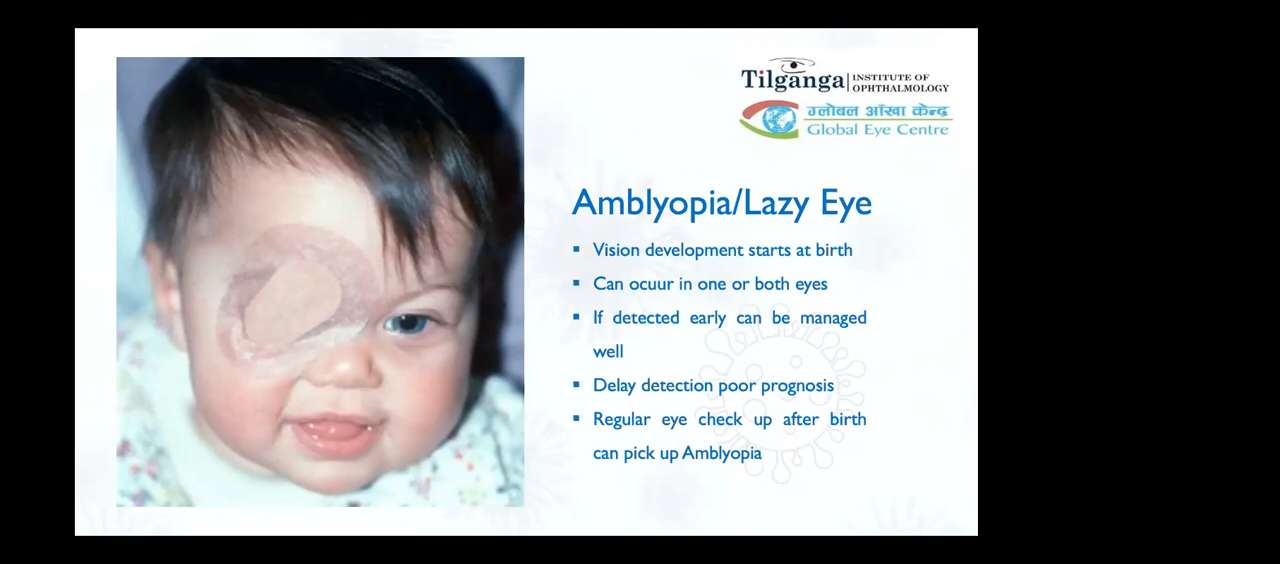 Tilganga INSTITUTE OF OPHTHALMOLOGY
ग्लोबल आँखा केन्द्र
Global Eye Centre
Amblyopia/Lazy Eye
▪ Vision development starts at birth
▪ Can ocuur in one or both eyes
▪ If detected early can be managed
well
▪ Delay detection poor prognosis
▪ Regular eye check up after birth
can pick up Amblyopia